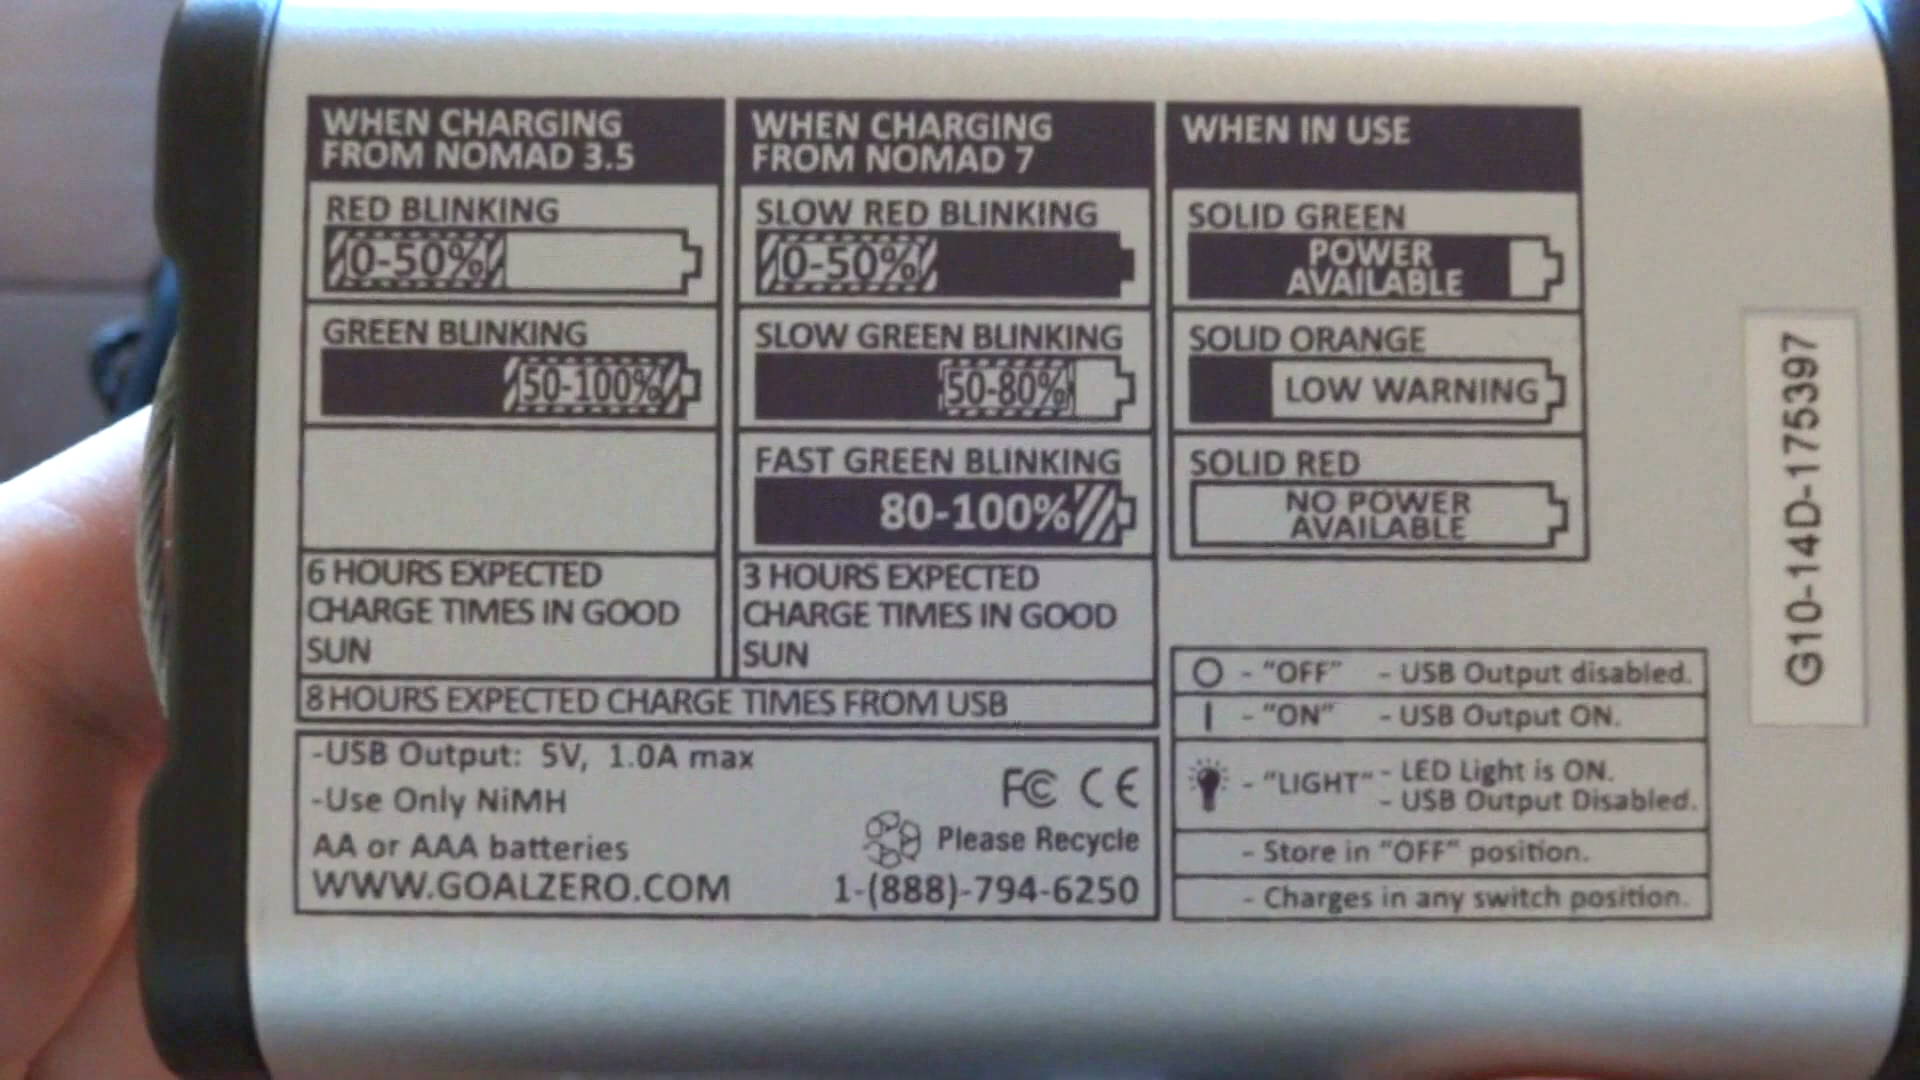 WHEN CHARGING
FROM NOMAD 3.5
RED BLINKING
0-50%
GREEN BLINKING
50-100%
6 HOURS EXPECTED
CHARGE TIMES IN GOOD
SUN
WHEN CHARGING
FROM NOMAD 7
SLOW RED BLINKING
0-50%
SLOW GREEN BLINKING
50-80%
FAST GREEN BLINKING
80-100%
3 HOURS EXPECTED
CHARGE TIMES IN GOOD
SUN
8 HOURS EXPECTED CHARGE TIMES FROM USB
WHEN IN USE
SOLID GREEN
POWER
AVAILABLE
SOLID ORANGE
LOW WARNING
SOLID RED
NO POWER
AVAILABLE
-USB Output: 5V, 1.0A max
-Use Only NiMH
AA or AAA batteries
WWW.GOALZERO.COM
FC CE
Please Recycle
1-(888)-794-6250
O - "OFF" - USB Output disabled.
| - "ON" - USB Output ON.
- "LIGHT" - LED Light is ON.
- USB Output Disabled.
- Store in "OFF" position.
- Charges in any switch position.
G10-14D-175397